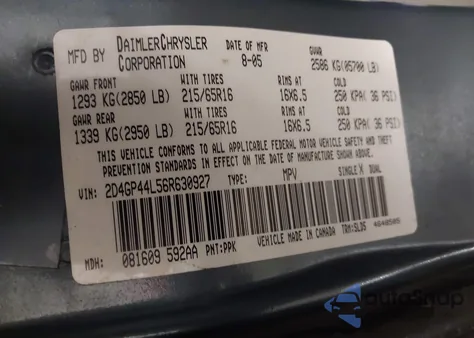 MFD BY DAIMLERCHRYSLER CORPORATION DATE OF MFR 8-05 GVWR 2586 KG(05700 LB)
GAWR FRONT WITH TIRES RIMS AT COLD
1293 KG(2850 LB) 215/65R16 16X6.5 250 KPA(36 PSI)
GAWR REAR WITH TIRES RIMS AT COLD
1339 KG(2950 LB) 215/65R16 16X6.5 250 KPA(36 PSI)
THIS VEHICLE CONFORMS TO ALL APPLICABLE FEDERAL MOTOR VEHICLE SAFETY AND THEFT
PREVENTION STANDARDS IN EFFECT ON THE DATE OF MANUFACTURE SHOWN ABOVE.
VIN: 2D4GP44L56R630927 TYPE: MPV SINGLE X DUAL
MDH: 081609 592AA PNT:PPK VEHICLE MADE IN CANADA TRM:SLD5
autoSnap